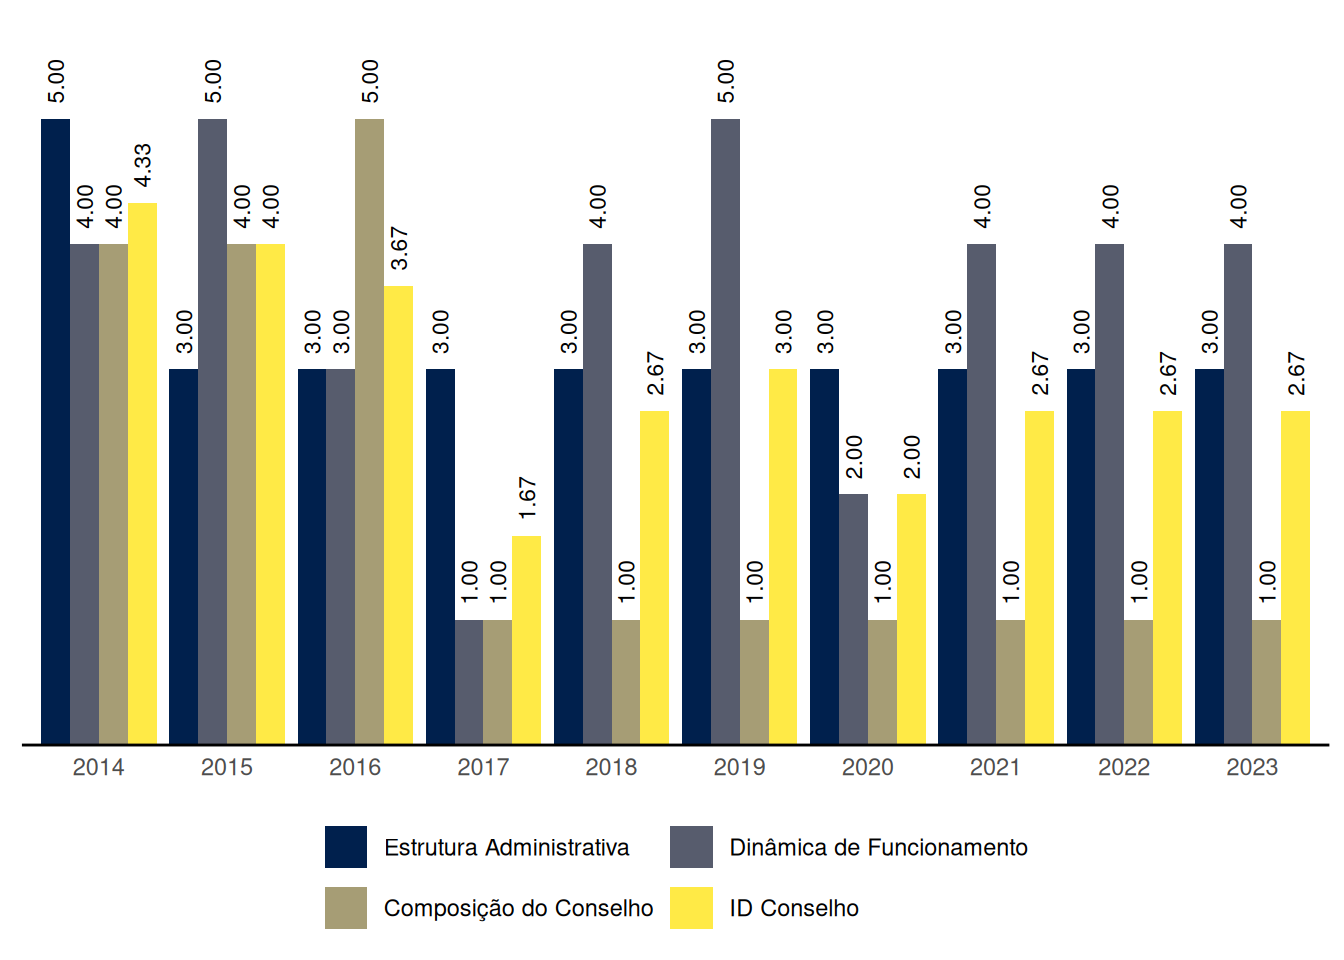 5.00 4.00 4.00 4.33
3.00 5.00 4.00 4.00
3.00 3.00 5.00 3.67
3.00 1.00 1.00 1.67
3.00 4.00 1.00 2.67
3.00 5.00 1.00 3.00
3.00 2.00 1.00 2.00
3.00 4.00 1.00 2.67
3.00 4.00 1.00 2.67
3.00 4.00 1.00 2.67
2014 2015 2016 2017 2018 2019 2020 2021 2022 2023
Estrutura Administrativa Dinâmica de Funcionamento
Composição do Conselho ID Conselho